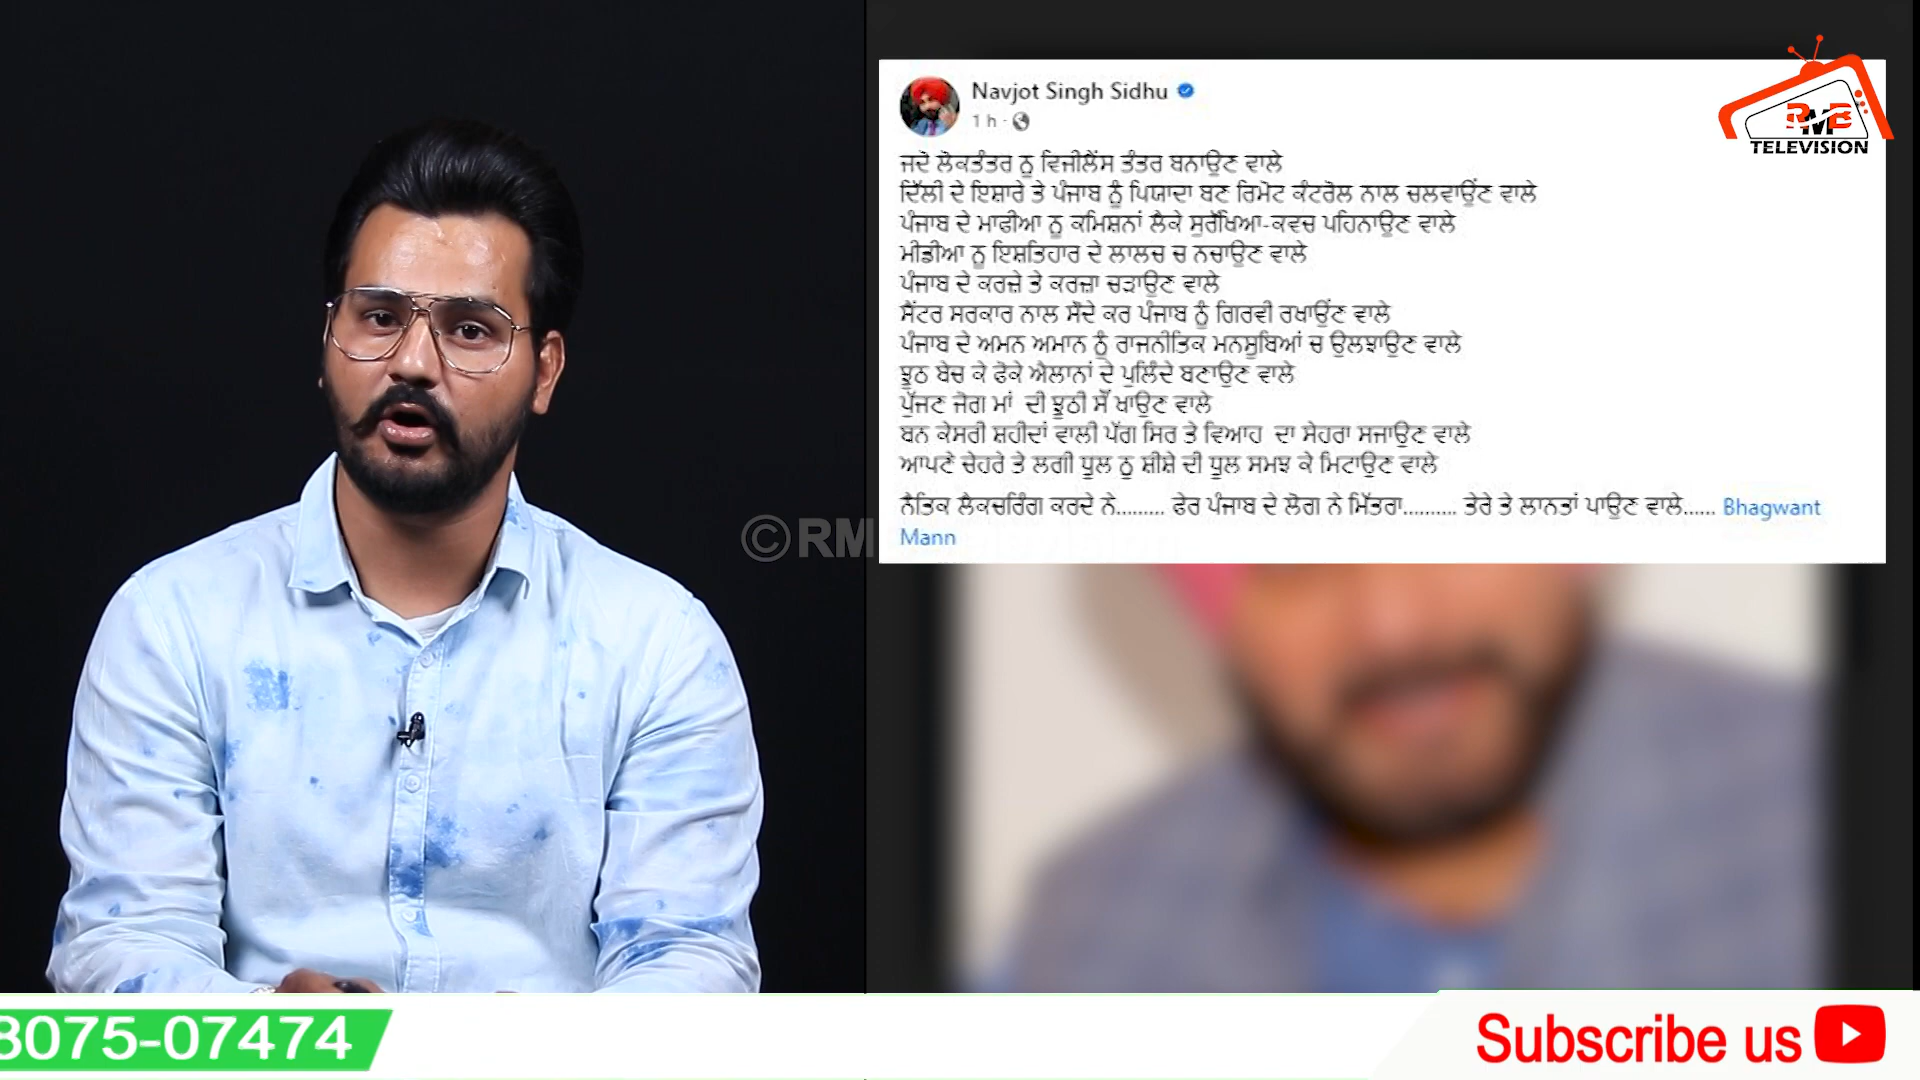 Navjot Singh Sidhu
1 h
ਜਦੋ ਲੋਕਤੰਤਰ ਨੂ ਵਿਜੀਲੈਂਸ ਤੰਤਰ ਬਨਾਉਣ ਵਾਲੇ
ਦਿੱਲੀ ਦੇ ਇਸ਼ਾਰੇ ਤੇ ਪੰਜਾਬ ਨੂੰ ਪਿਯਾਦਾ ਬਣ ਰਿਮੋਟ ਕੰਟਰੋਲ ਨਾਲ ਚਲਵਾਉਂਣ ਵਾਲੇ
ਪੰਜਾਬ ਦੇ ਮਾਫੀਆ ਨੂ ਕਮਿਸ਼ਨਾਂ ਲੈਕੇ ਸੁਰੱਖਿਆ-ਕਵਚ ਪਹਿਨਾਉਣ ਵਾਲੇ
ਮੀਡੀਆ ਨੂ ਇਸ਼ਤਿਹਾਰ ਦੇ ਲਾਲਚ ਚ ਨਚਾਉਣ ਵਾਲੇ
ਪੰਜਾਬ ਦੇ ਕਰਜ਼ੇ ਤੇ ਕਰਜ਼ਾ ਚੜਾਉਣ ਵਾਲੇ
ਸੈਂਟਰ ਸਰਕਾਰ ਨਾਲ ਸੌਦੇ ਕਰ ਪੰਜਾਬ ਨੂੰ ਗਿਰਵੀ ਰਖਾਉਂਣ ਵਾਲੇ
ਪੰਜਾਬ ਦੇ ਅਮਨ ਅਮਾਨ ਨੂੰ ਰਾਜਨੀਤਿਕ ਮਨਸੂਬਿਆਂ ਚ ਉਲਝਾਉਣ ਵਾਲੇ
ਝੂਠ ਬੇਚ ਕੇ ਫੋਕੇ ਐਲਾਨਾਂ ਦੇ ਪੁਲਿੰਦੇ ਬਣਾਉਣ ਵਾਲੇ
ਪੁੱਜਣ ਜੋਗ ਮਾਂ ਦੀ ਝੂਠੀ ਸੌਂ ਖਾਉਣ ਵਾਲੇ
ਬਨ ਕੇਸਰੀ ਸ਼ਹੀਦਾਂ ਵਾਲੀ ਪੱਗ ਸਿਰ ਤੇ ਵਿਆਹ ਦਾ ਸੇਹਰਾ ਸਜਾਉਣ ਵਾਲੇ
ਆਪਣੇ ਚੇਹਰੇ ਤੇ ਲਗੀ ਧੂਲ ਨੂ ਸ਼ੀਸ਼ੇ ਦੀ ਧੂਲ ਸਮਝ ਕੇ ਮਿਟਾਉਣ ਵਾਲੇ
ਨੈਤਿਕ ਲੈਕਚਰਿੰਗ ਕਰਦੇ ਨੇ......... ਫੇਰ ਪੰਜਾਬ ਦੇ ਲੋਗ ਨੇ ਮਿੱਤਰਾ.......... ਤੇਰੇ ਤੇ ਲਾਨਤਾਂ ਪਾਉਣ ਵਾਲੇ...... Bhagwant
Mann
RMB
TELEVISION
8075-07474
Subscribe us